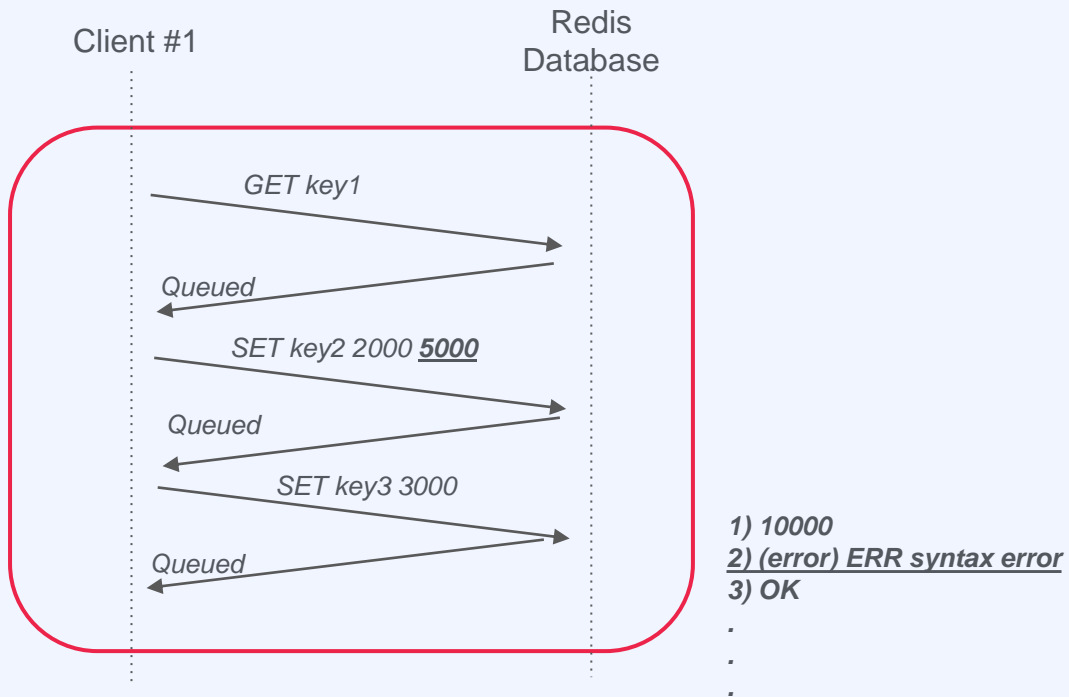 Client #1
Redis
Database
GET key1
Queued
SET key2 2000 5000
Queued
SET key3 3000
Queued
1) 10000
2) (error) ERR syntax error
3) OK
.
.
.